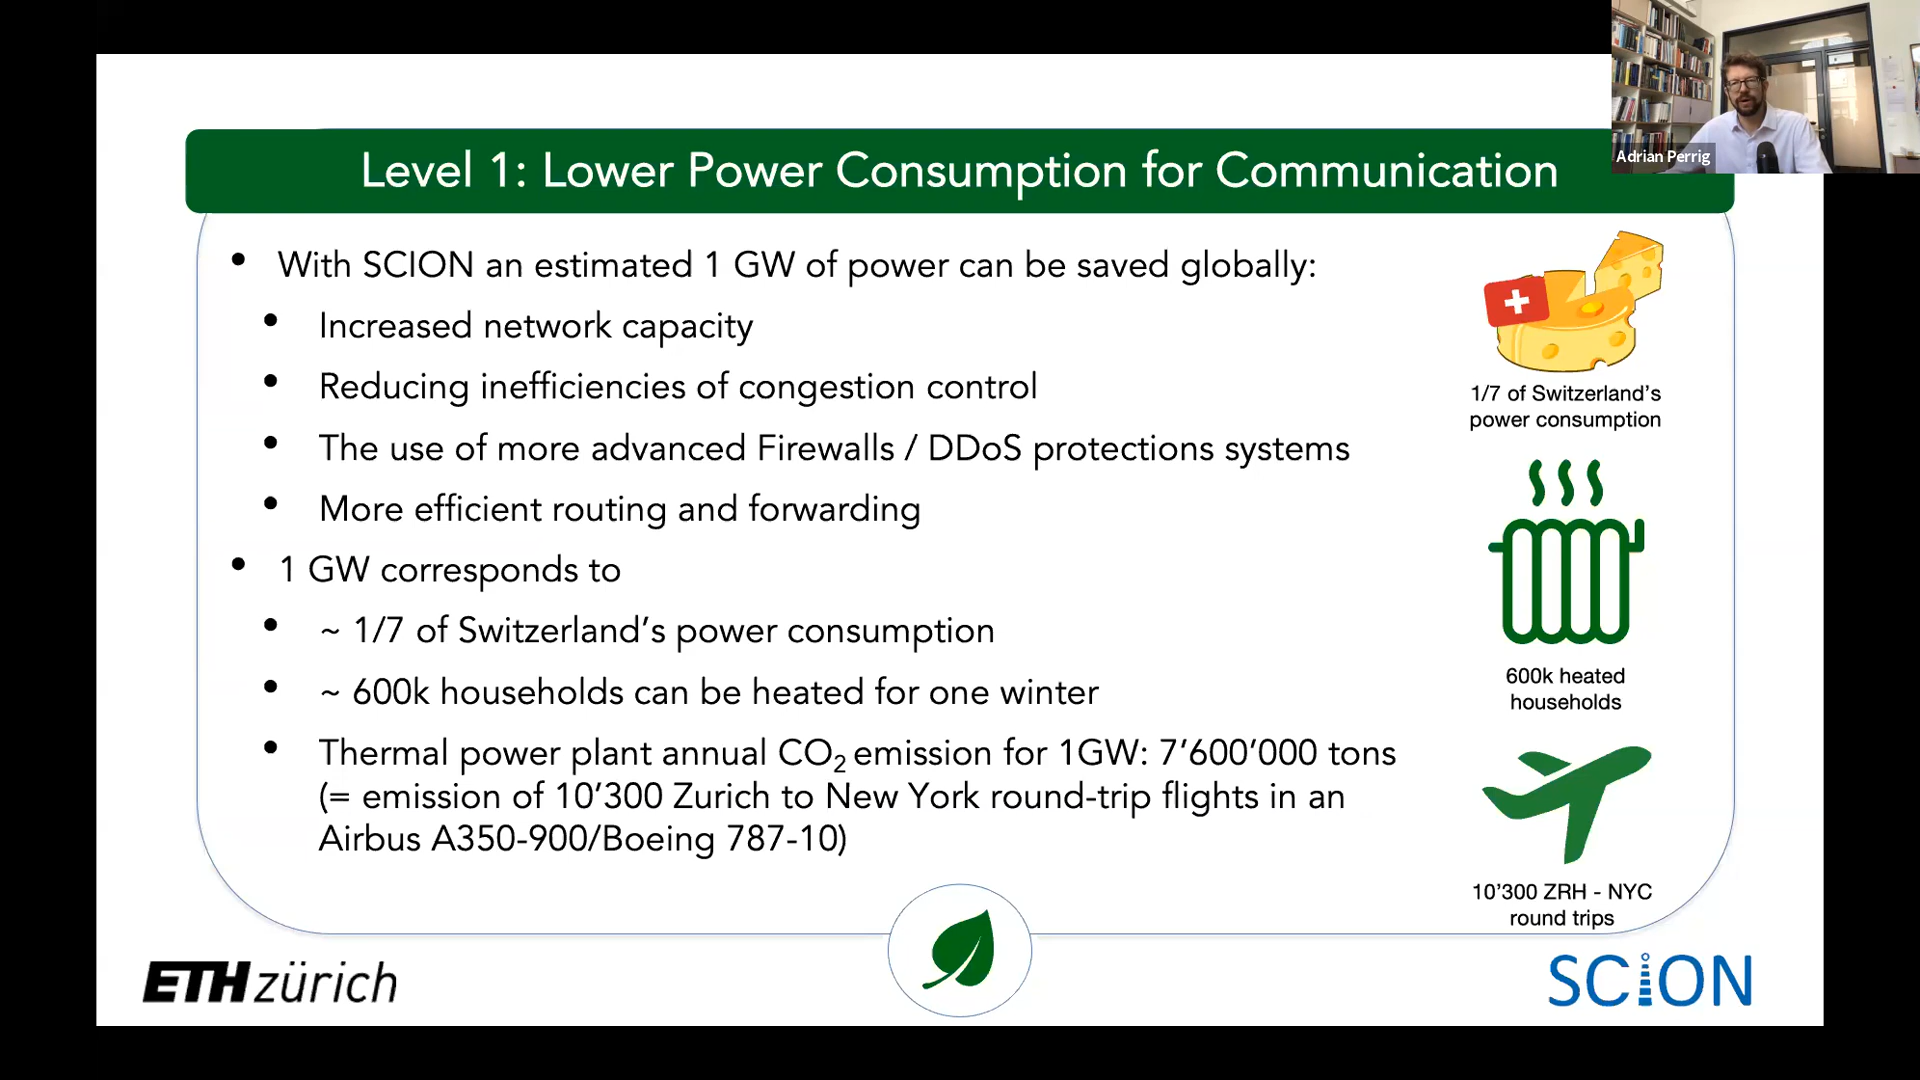 Adrian Perrig
Level 1: Lower Power Consumption for Communication
• With SCION an estimated 1 GW of power can be saved globally:
• Increased network capacity
• Reducing inefficiencies of congestion control
• The use of more advanced Firewalls / DDoS protections systems
• More efficient routing and forwarding
• 1 GW corresponds to
• ~ 1/7 of Switzerland’s power consumption
• ~ 600k households can be heated for one winter
• Thermal power plant annual CO₂ emission for 1GW: 7’600’000 tons
(= emission of 10’300 Zurich to New York round-trip flights in an
Airbus A350-900/Boeing 787-10)
1/7 of Switzerland’s
power consumption
600k heated
households
10’300 ZRH - NYC
round trips
ETH zürich
SCION